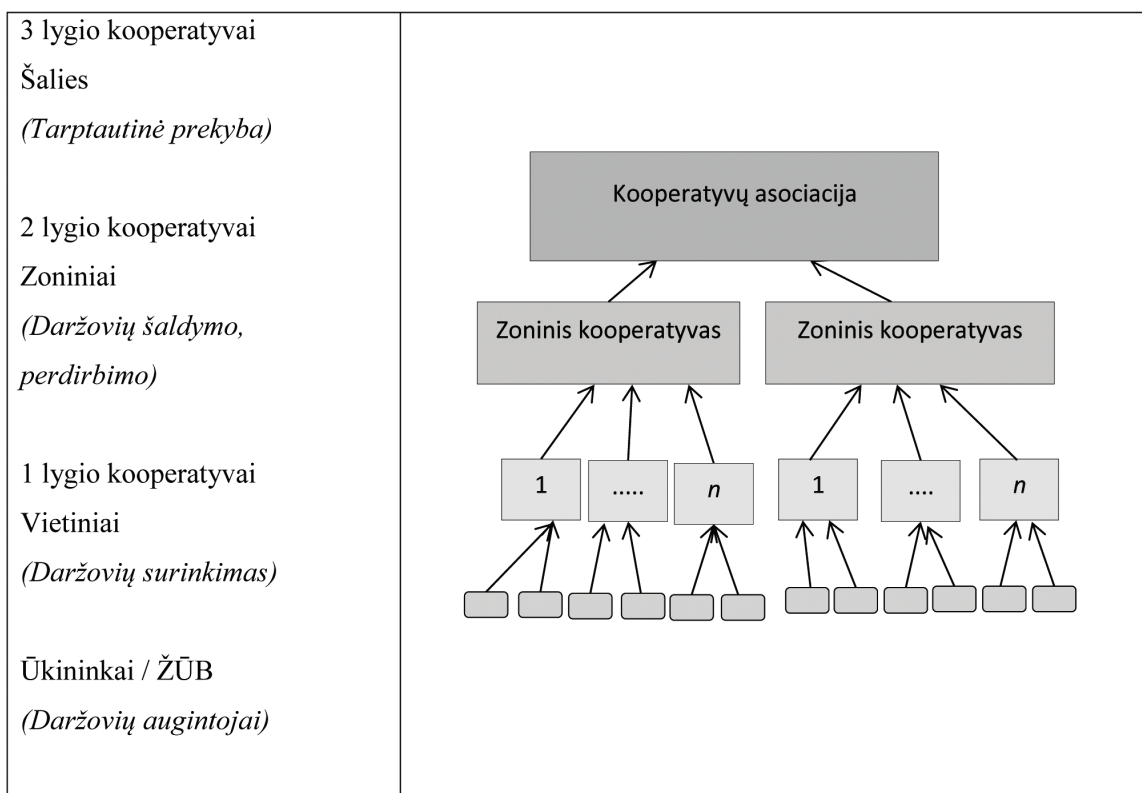 3 lygio kooperatyvai
Šalies
(Tarptautinė prekyba)
2 lygio kooperatyvai
Zoniniai
(Daržovių šaldymo,
perdirbimo)
1 lygio kooperatyvai
Vietiniai
(Daržovių surinkimas)
Ūkininkai / ŽŪB
(Daržovių augintojai)
Kooperatyvų asociacija
Zoninis kooperatyvas
Zoninis kooperatyvas
1
.....
n
1
....
n